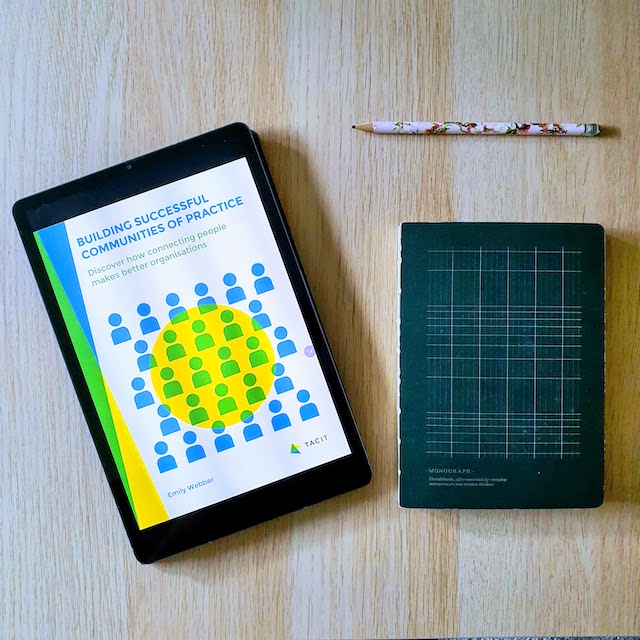 BUILDING SUCCESSFUL
COMMUNITIES OF PRACTICE
Discover how connecting people
makes better organisations
TACIT
Emily Webber
MONOGRAPH